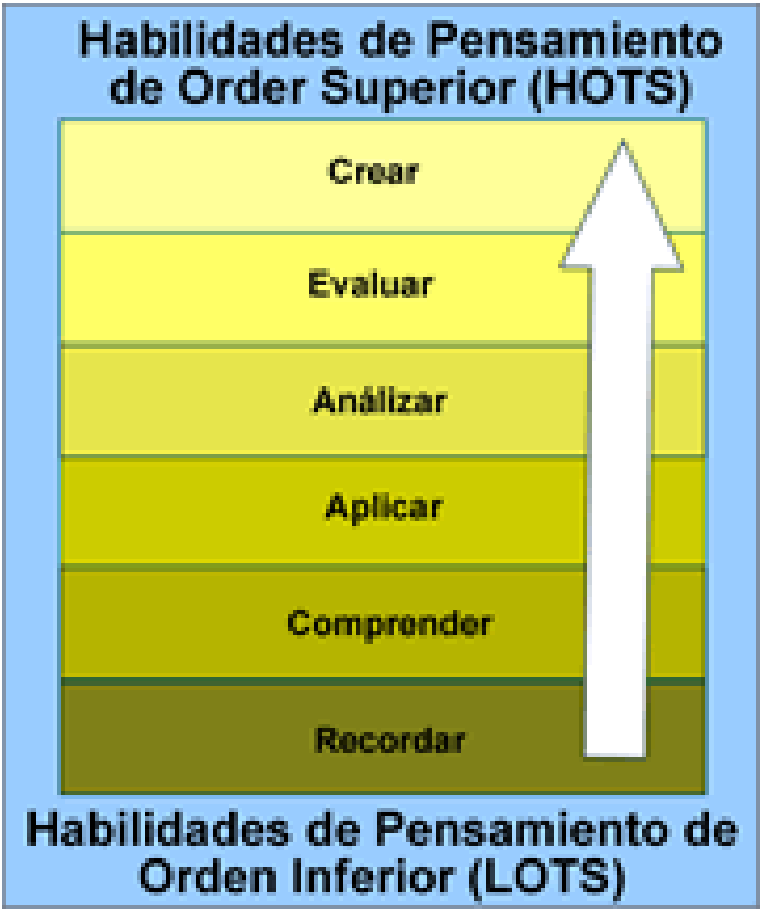 Habilidades de Pensamiento
de Order Superior (HOTS)
Crear
Evaluar
Análizar
Aplicar
Comprender
Recordar
Habilidades de Pensamiento de
Orden Inferior (LOTS)